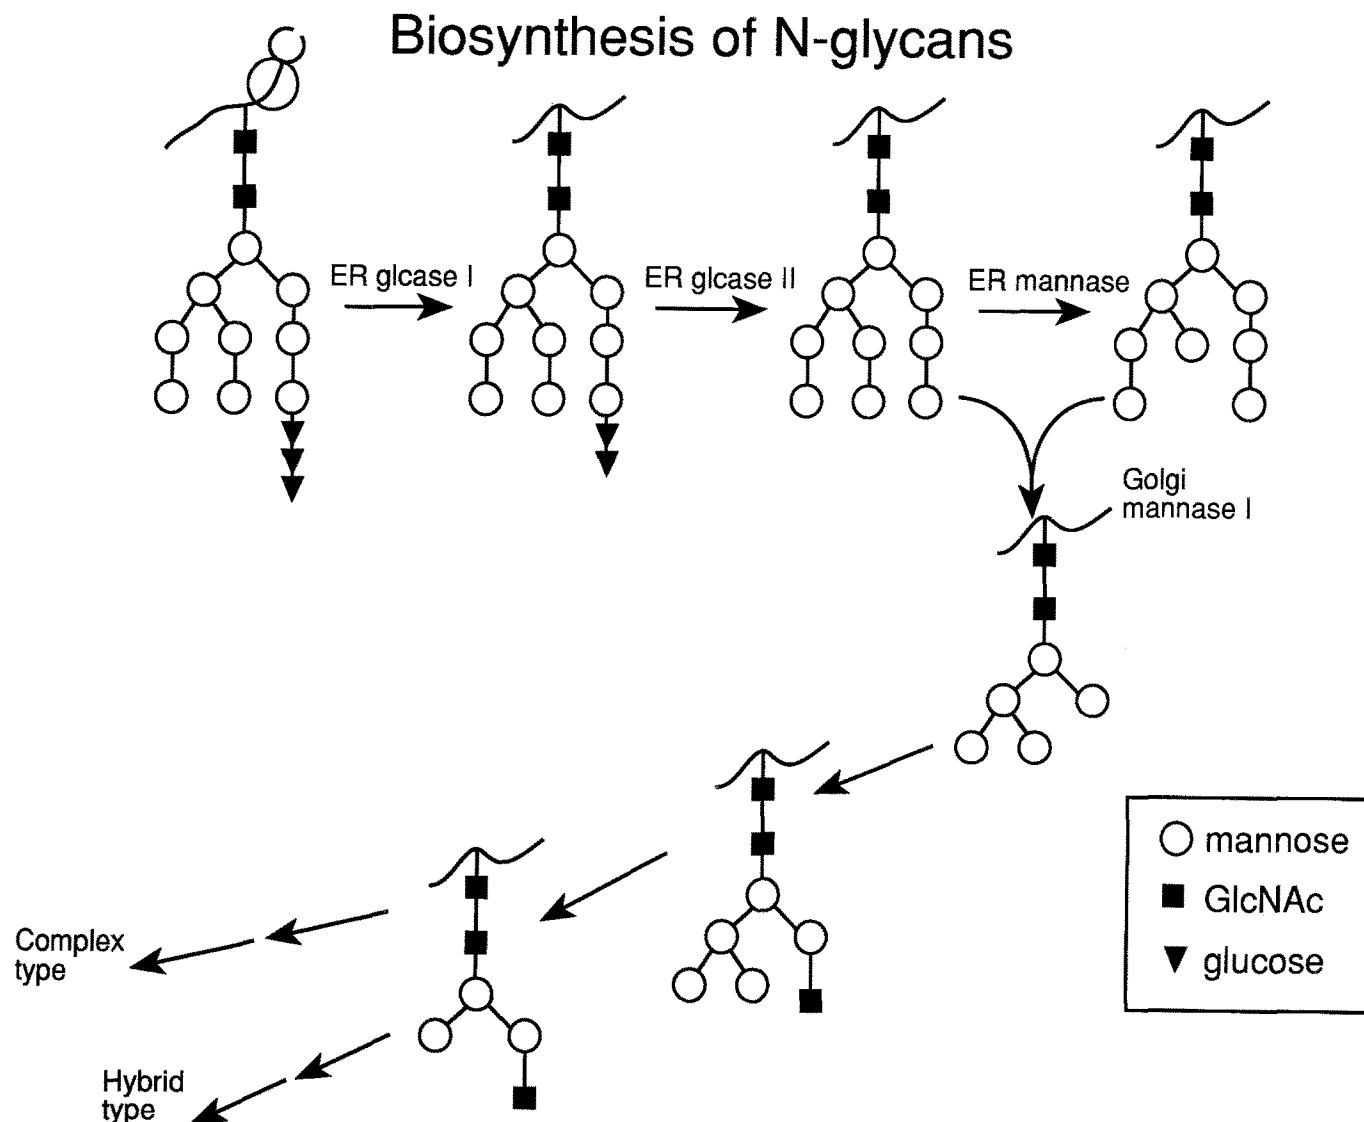 Biosynthesis of N-glycans
ER glcase I
ER glcase II
ER mannase
Golgi
mannase I
mannose
GlcNAc
glucose
Complex
type
Hybrid
type